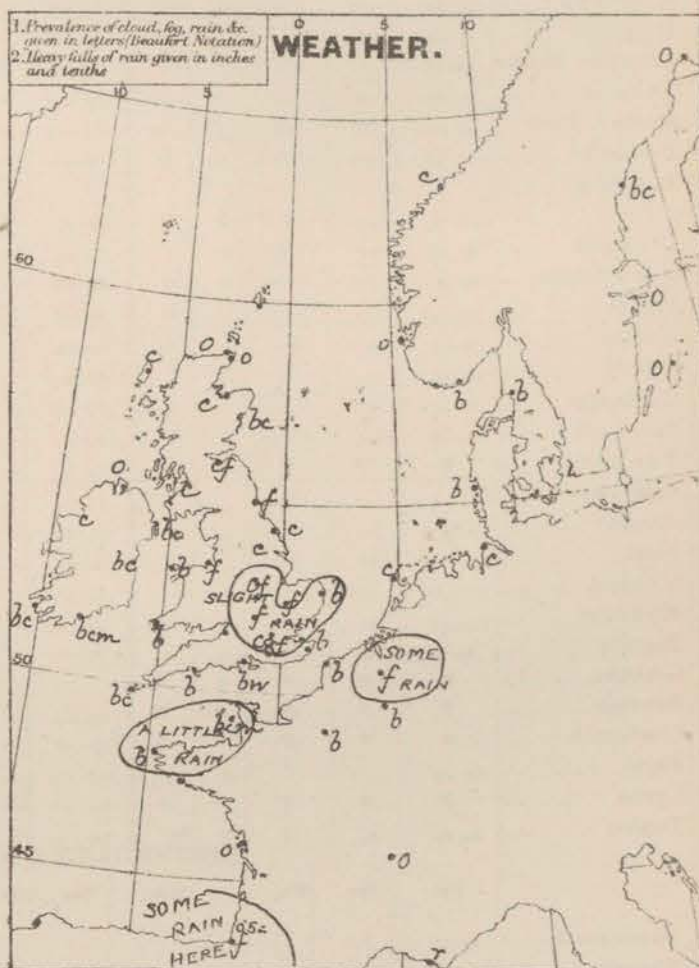 1. Prevalence of cloud, fog, rain &c.
given in letters (Beaufort Notation)
2. Heavy falls of rain given in inches
and tenths
WEATHER.
10 5 0 5 10
o
c
bc
60
o
o
o o
c
o
c
b b
bc
cf
o c f b
c
c
bc
bc b f c
c c
of b
SLIGHT
f
bc f RAIN
bcm b
c&f b
SOME
50
b b f
RAIN
bc b bw
b
A LITTLE
b
b RAIN
45
o o
SOME
RAIN
HERE
r